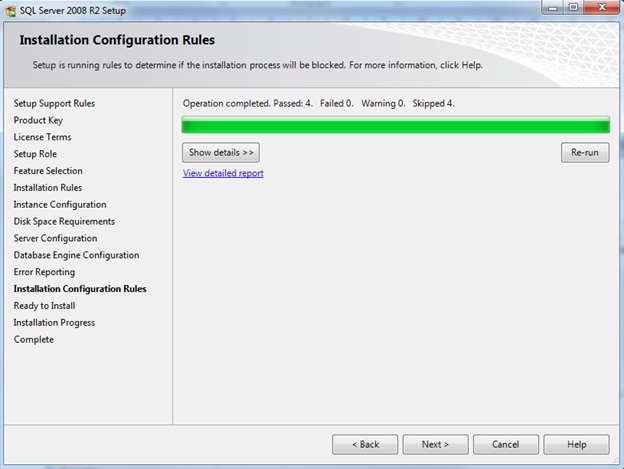 SQL Server 2008 R2 Setup
Installation Configuration Rules
Setup is running rules to determine if the installation process will be blocked. For more information, click Help.
Setup Support Rules
Product Key
License Terms
Setup Role
Feature Selection
Installation Rules
Instance Configuration
Disk Space Requirements
Server Configuration
Database Engine Configuration
Error Reporting
Installation Configuration Rules
Ready to Install
Installation Progress
Complete
Operation completed. Passed: 4. Failed 0. Warning 0. Skipped 4.
Show details >>
Re-run
View detailed report
< Back
Next >
Cancel
Help